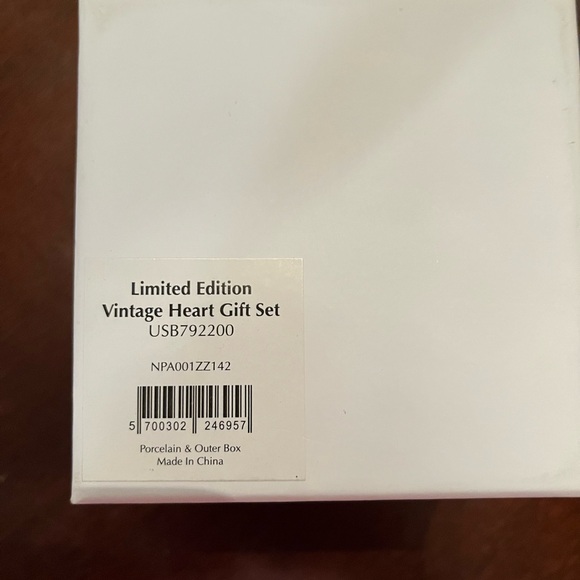 Limited Edition
Vintage Heart Gift Set
USB792200
NPA001ZZ142
5 700302 246957
Porcelain & Outer Box
Made In China